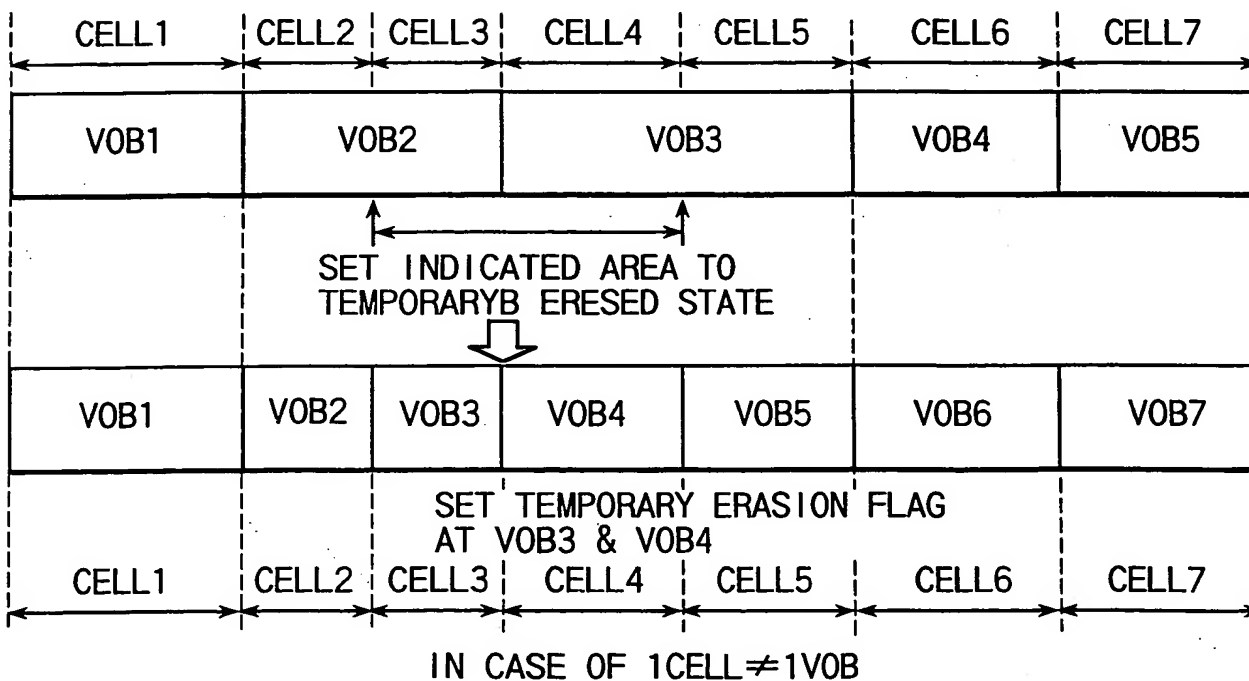 CELL1 CELL2 CELL3 CELL4 CELL5 CELL6 CELL7
VOB1 VOB2 VOB3 VOB4 VOB5
SET INDICATED AREA TO
TEMPORARYB ERESED STATE
VOB1 VOB2 VOB3 VOB4 VOB5 VOB6 VOB7
SET TEMPORARY ERASION FLAG
AT VOB3 & VOB4
CELL1 CELL2 CELL3 CELL4 CELL5 CELL6 CELL7
IN CASE OF 1CELL≠1VOB